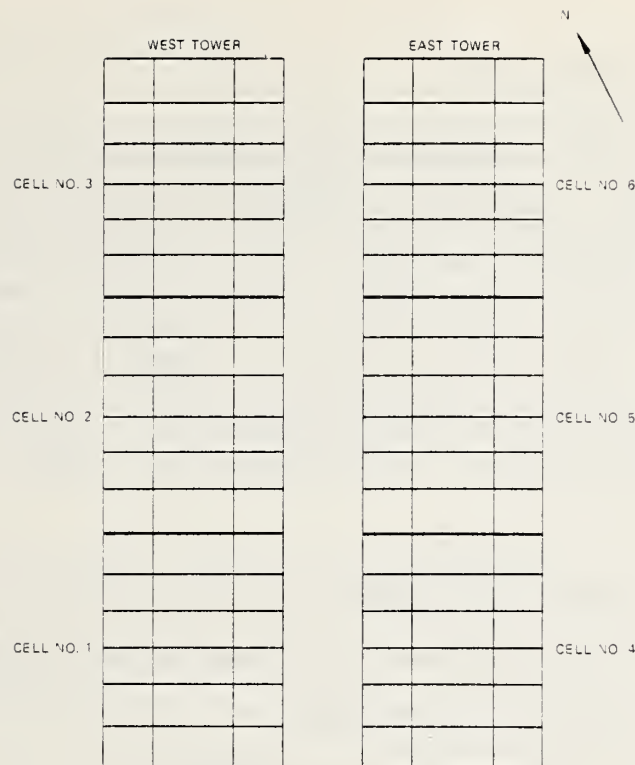 N
WEST TOWER
EAST TOWER
CELL NO. 3
CELL NO 6
CELL NO 2
CELL NO 5
CELL NO. 1
CELL NO 4